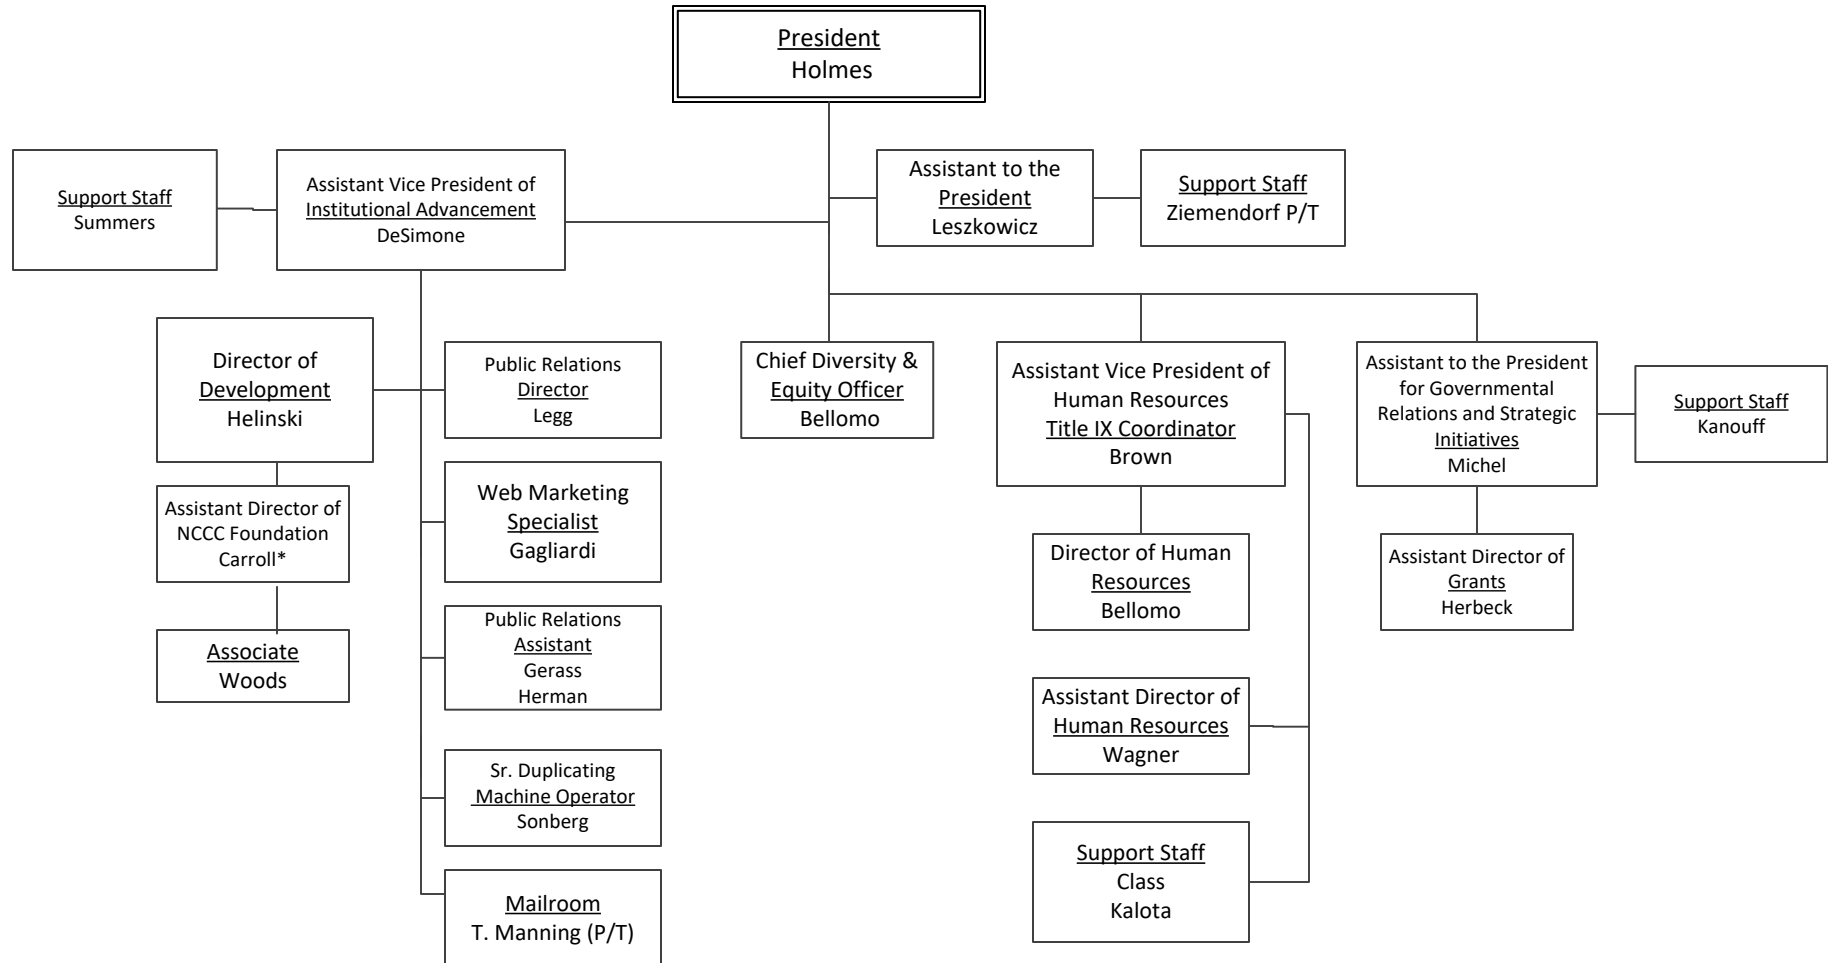 President
Holmes
Support Staff
Summers
Assistant Vice President of
Institutional Advancement
DeSimone
Assistant to the
President
Leszkowicz
Support Staff
Ziemendorf P/T
Director of
Development
Helinski
Public Relations
Director
Legg
Chief Diversity &
Equity Officer
Bellomo
Assistant Vice President of
Human Resources
Title IX Coordinator
Brown
Assistant to the President
for Governmental
Relations and Strategic
Initiatives
Michel
Support Staff
Kanouff
Assistant Director of
NCCC Foundation
Carroll*
Web Marketing
Specialist
Gagliardi
Director of Human
Resources
Bellomo
Assistant Director of
Grants
Herbeck
Associate
Woods
Public Relations
Assistant
Gerass
Herman
Assistant Director of
Human Resources
Wagner
Sr. Duplicating
Machine Operator
Sonberg
Support Staff
Class
Kalota
Mailroom
T. Manning (P/T)